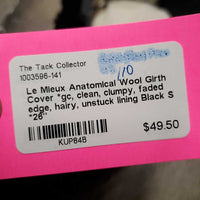 The Tack Collector
1003596-141
110
Le Mieux Anatomical Wool Girth
Cover *gc, clean, clumpy, faded
edge, hairy, unstuck lining Black S
*26"
KUP84B
$49.50